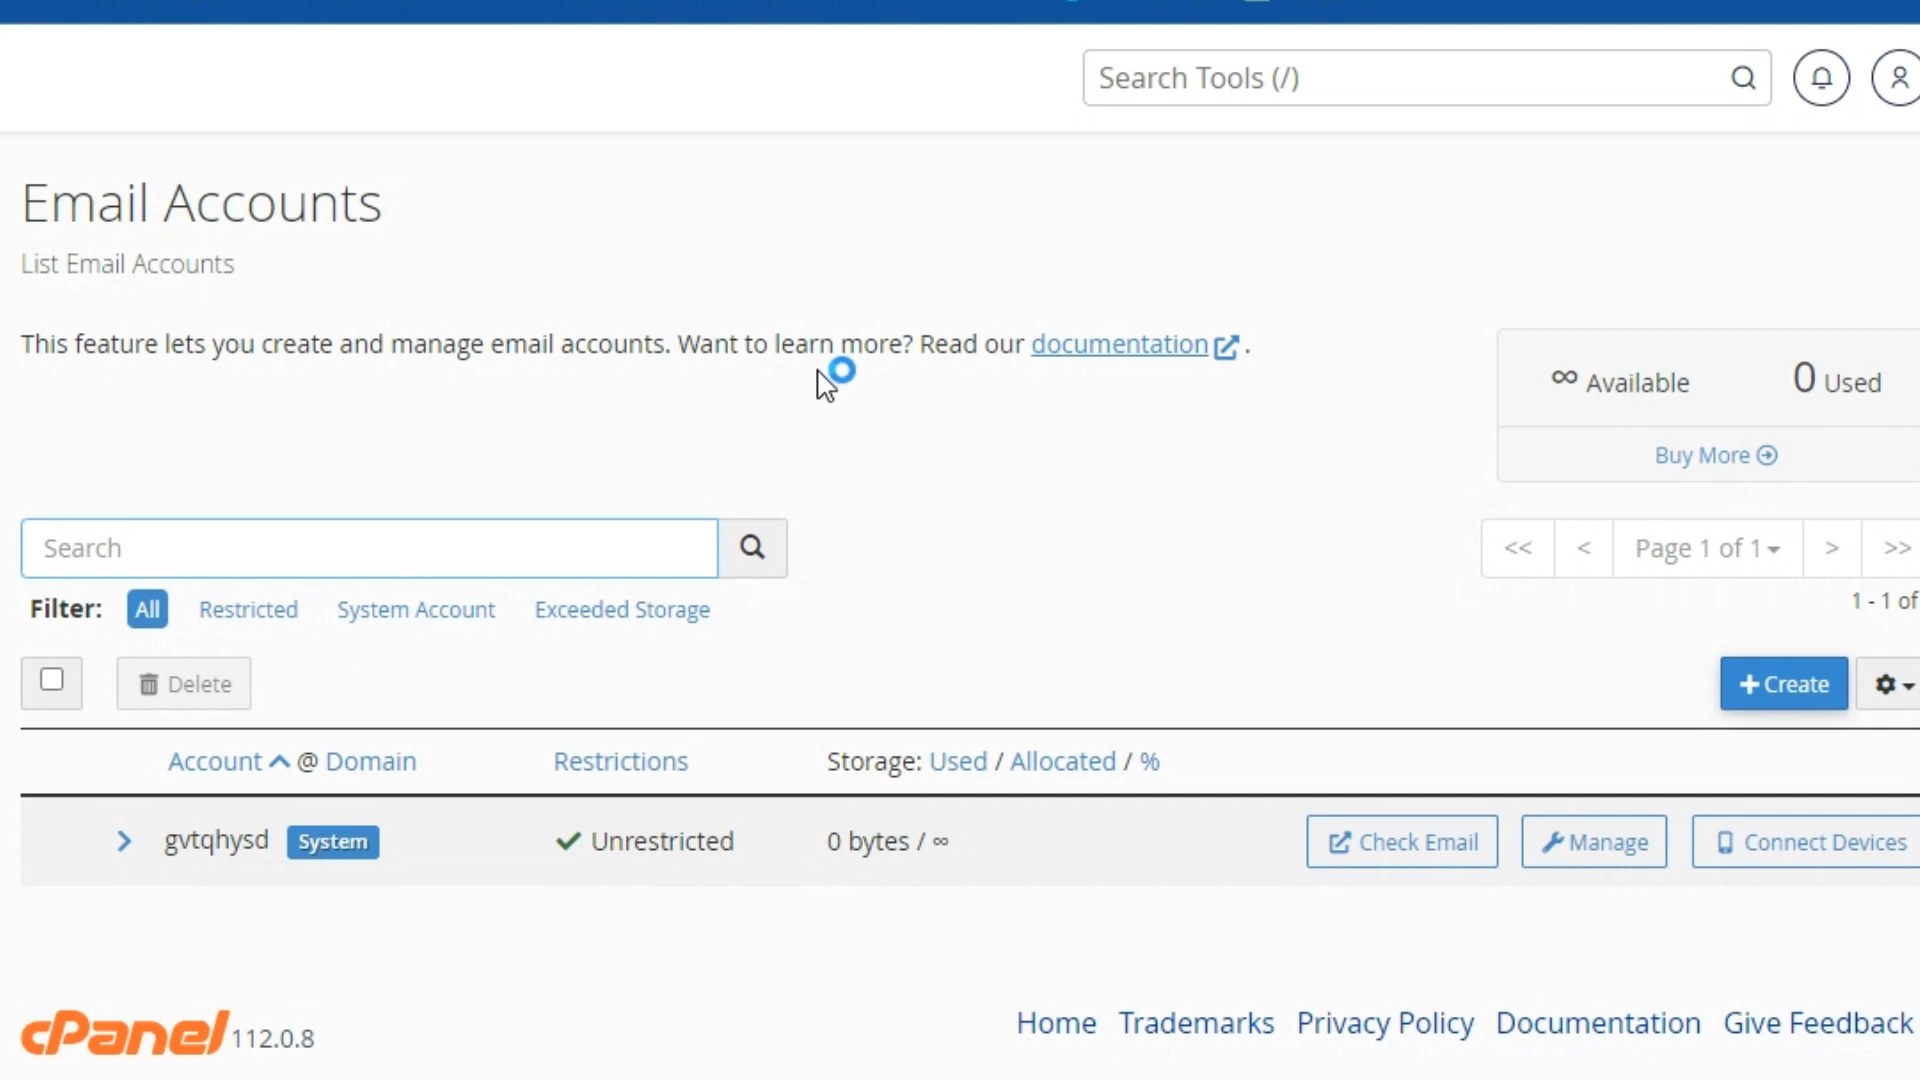 Search Tools (/)
Email Accounts
List Email Accounts
This feature lets you create and manage email accounts. Want to learn more? Read our documentation .
∞ Available 0 Used
Buy More
Search
<< < Page 1 of 1 > >>
Filter: All Restricted System Account Exceeded Storage
1 - 1 of
Delete
+ Create
Account @ Domain Restrictions Storage: Used / Allocated / %
gvtqhysd System Unrestricted 0 bytes / ∞ Check Email Manage Connect Devices
cPanel 112.0.8
Home Trademarks Privacy Policy Documentation Give Feedback